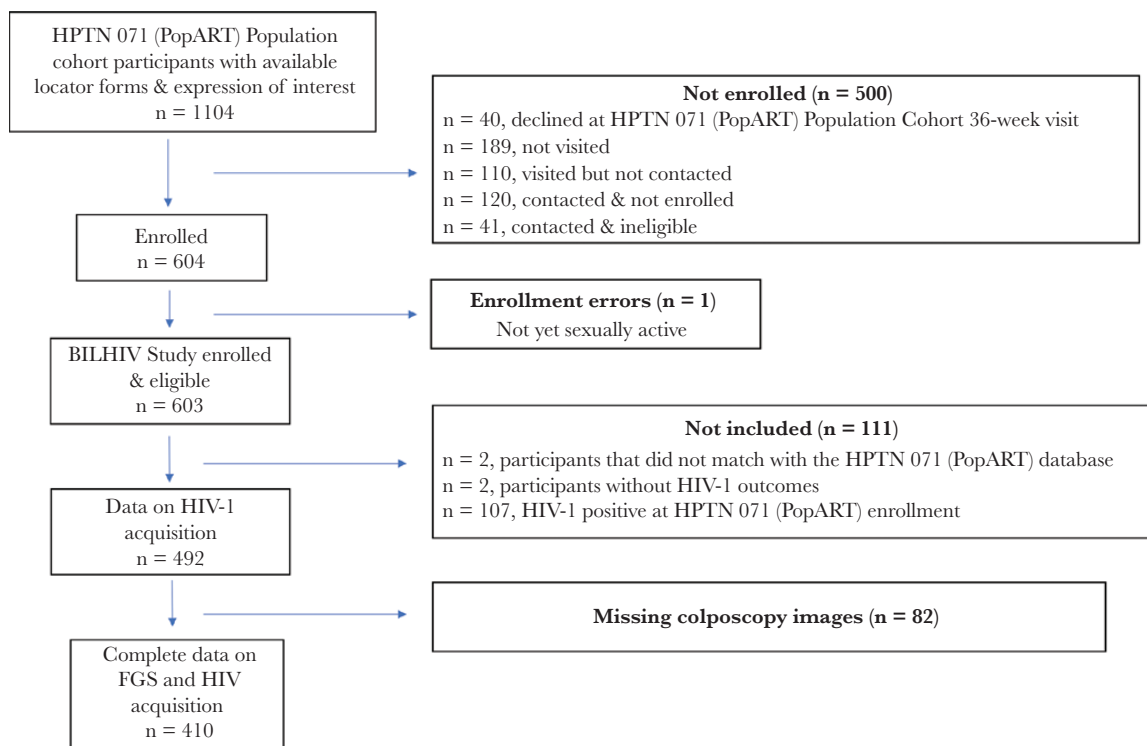 HPTN 071 (PopART) Population
cohort participants with available
locator forms & expression of interest
n = 1104
Not enrolled (n = 500)
n = 40, declined at HPTN 071 (PopART) Population Cohort 36-week visit
n = 189, not visited
n = 110, visited but not contacted
n = 120, contacted & not enrolled
n = 41, contacted & ineligible
Enrolled
n = 604
Enrollment errors (n = 1)
Not yet sexually active
BILHIV Study enrolled
& eligible
n = 603
Not included (n = 111)
n = 2, participants that did not match with the HPTN 071 (PopART) database
n = 2, participants without HIV-1 outcomes
n = 107, HIV-1 positive at HPTN 071 (PopART) enrollment
Data on HIV-1
acquisition
n = 492
Missing colposcopy images (n = 82)
Complete data on
FGS and HIV
acquisition
n = 410